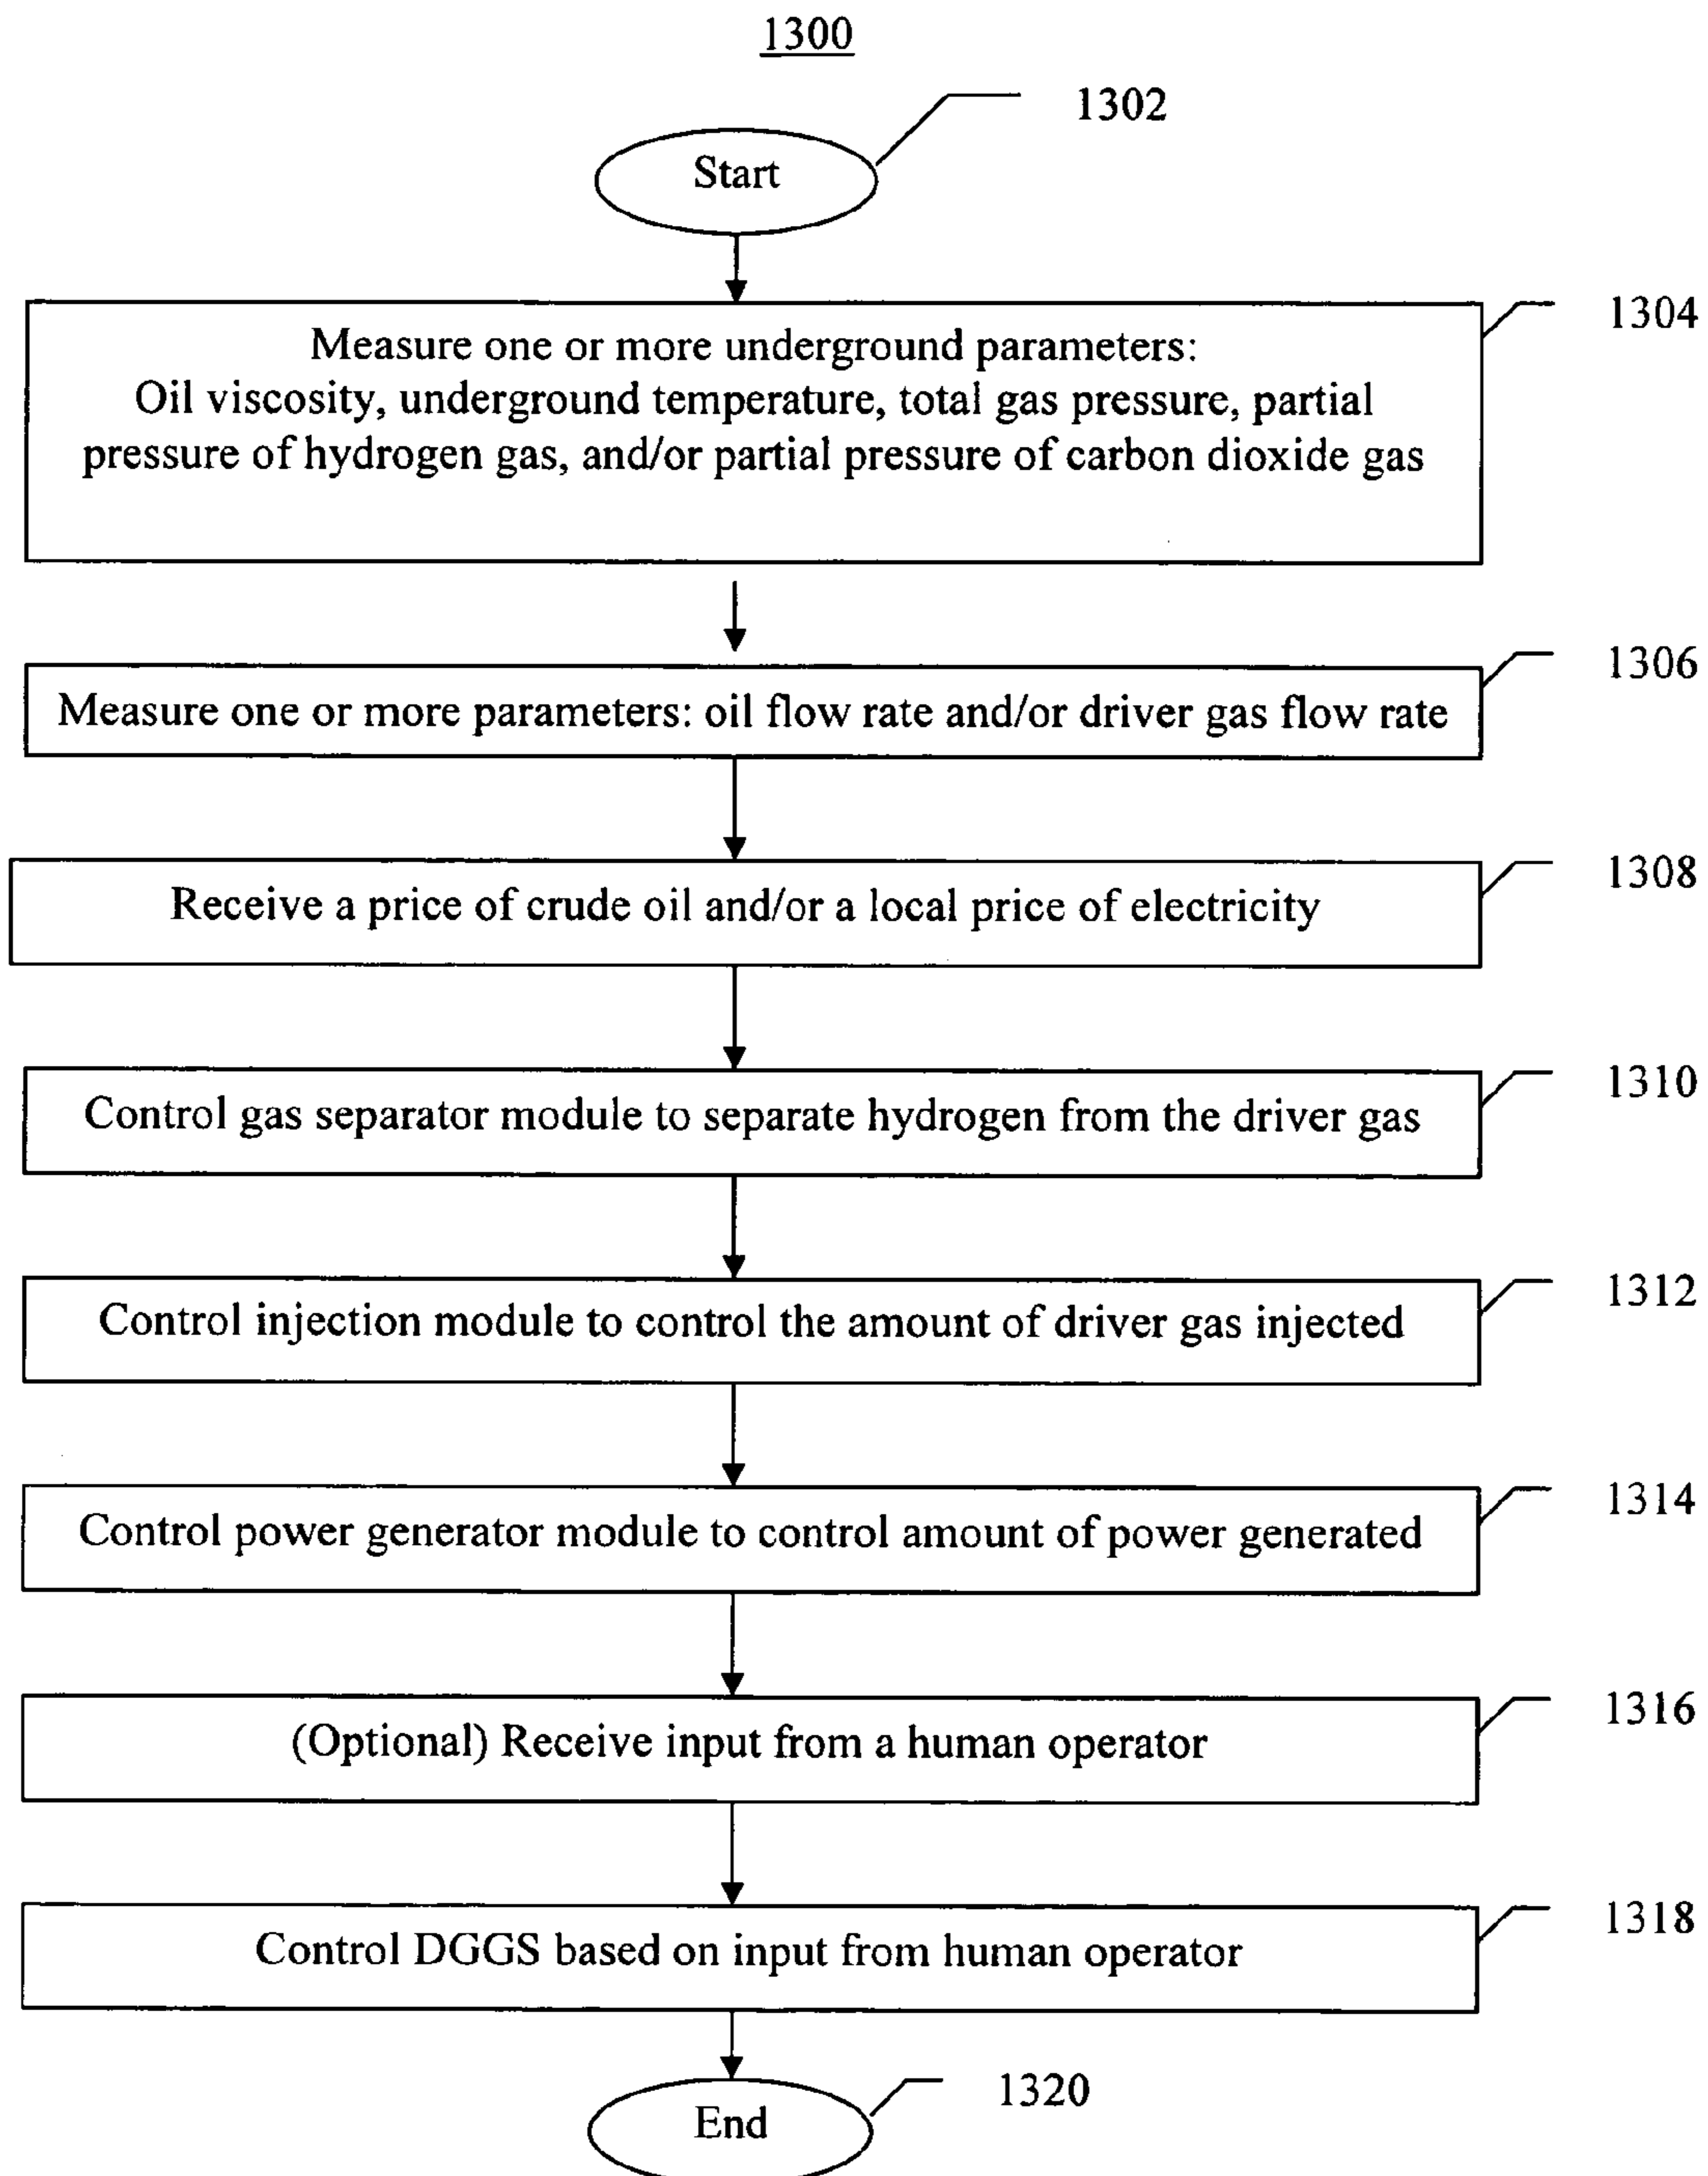 1300
1302
Start
1304
Measure one or more underground parameters:
Oil viscosity, underground temperature, total gas pressure, partial
pressure of hydrogen gas, and/or partial pressure of carbon dioxide gas
1306
Measure one or more parameters: oil flow rate and/or driver gas flow rate
1308
Receive a price of crude oil and/or a local price of electricity
1310
Control gas separator module to separate hydrogen from the driver gas
1312
Control injection module to control the amount of driver gas injected
1314
Control power generator module to control amount of power generated
1316
(Optional) Receive input from a human operator
1318
Control DGGS based on input from human operator
1320
End